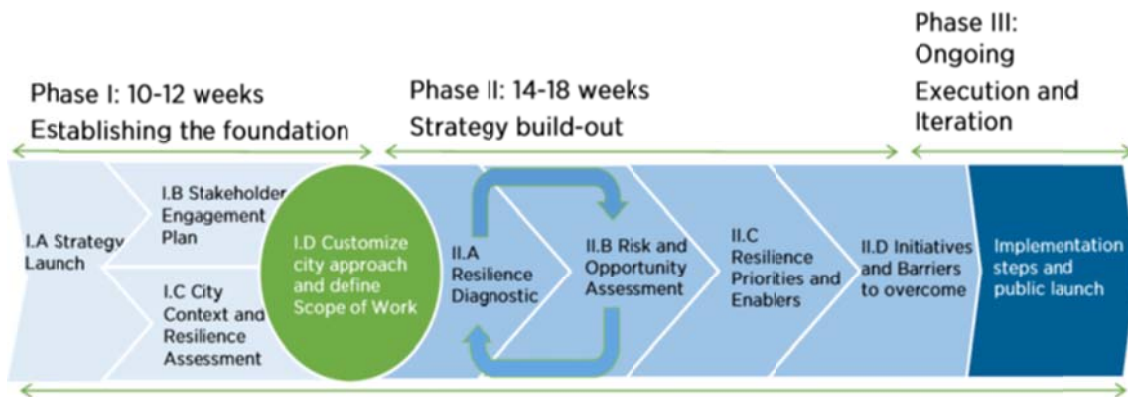 Phase I: 10-12 weeks
Establishing the foundation
Phase II: 14-18 weeks
Strategy build-out
Phase III:
Ongoing
Execution and
Iteration
I.A Strategy
Launch
I.B Stakeholder
Engagement
Plan
I.C City
Context and
Resilience
Assessment
I.D Customize
city approach
and define
Scope of Work
II.A
Resilience
Diagnostic
II.B Risk and
Opportunity
Assessment
II.C
Resilience
Priorities and
Enablers
II.D Initiatives
and Barriers
to overcome
Implementation
steps and
public launch